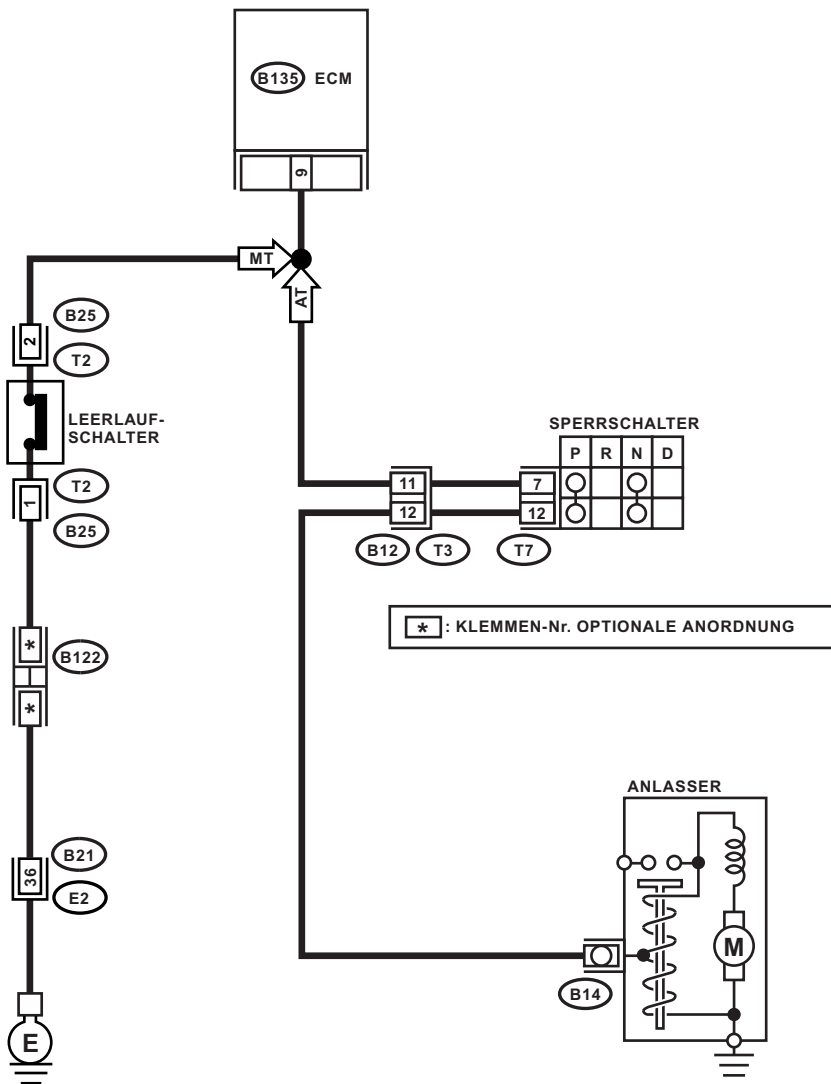 B135 ECM
9
MT
AT
B25
2
T2
LEERLAUF-
SCHALTER
T2
1
B25
SPERRSCHALTER
P R N D
11 7
12 12
B12 T3 T7
* : KLEMMEN-Nr. OPTIONALE ANORDNUNG
*
B122
*
ANLASSER
B21
36
E2
M
B14
E